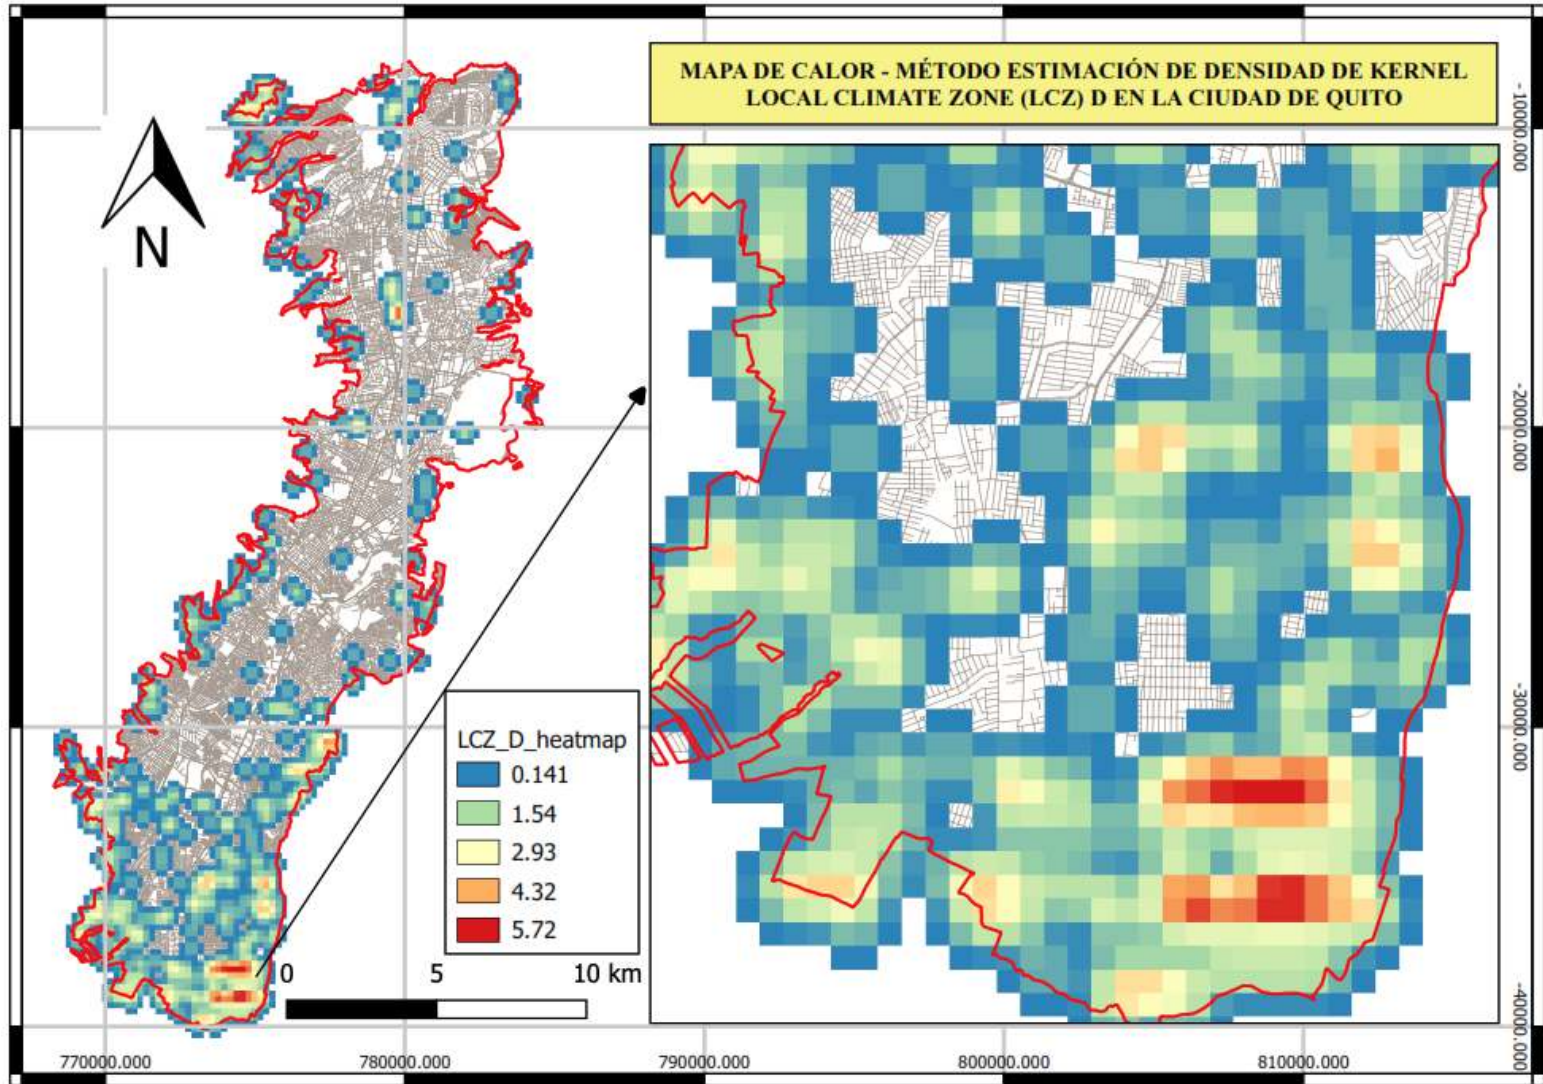 MAPA DE CALOR - MÉTODO ESTIMACIÓN DE DENSIDAD DE KERNEL
LOCAL CLIMATE ZONE (LCZ) D EN LA CIUDAD DE QUITO
N
LCZ_D_heatmap
0.141
1.54
2.93
4.32
5.72
0 5 10 km
-10000.000
-20000.000
-30000.000
-40000.000
770000.000 780000.000 790000.000 800000.000 810000.000